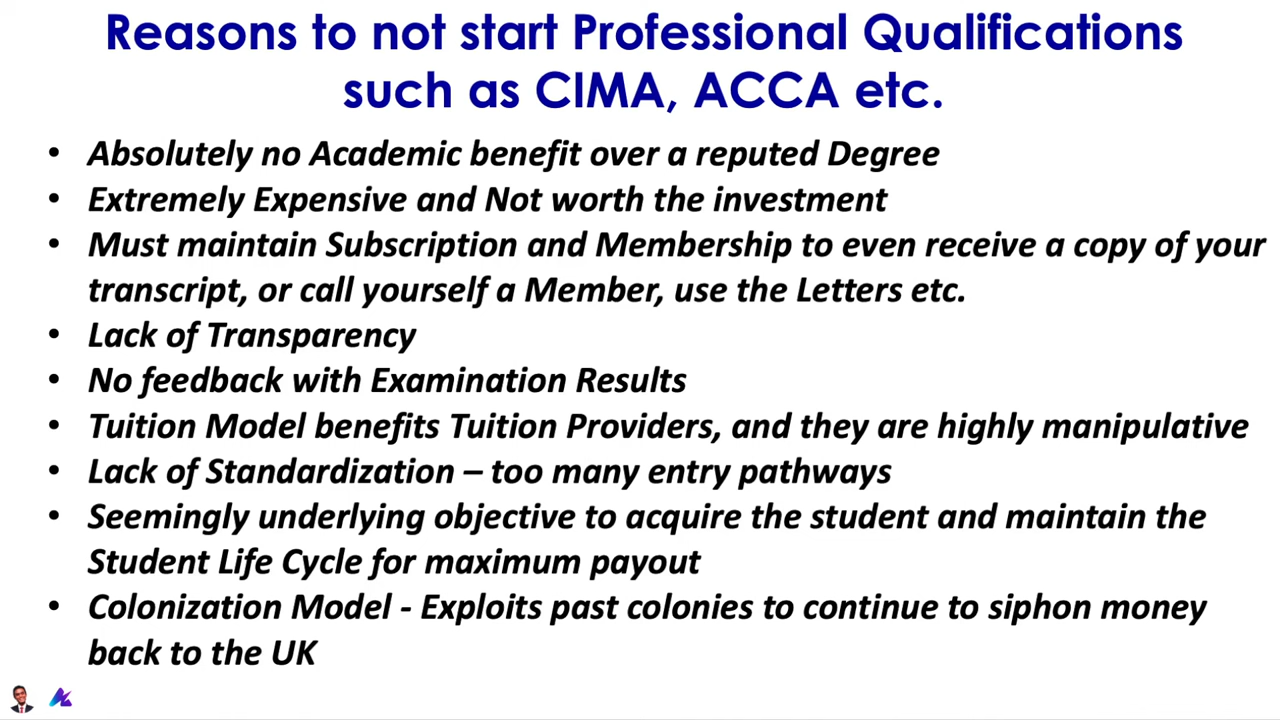 Reasons to not start Professional Qualifications
such as CIMA, ACCA etc.
• Absolutely no Academic benefit over a reputed Degree
• Extremely Expensive and Not worth the investment
• Must maintain Subscription and Membership to even receive a copy of your
transcript, or call yourself a Member, use the Letters etc.
• Lack of Transparency
• No feedback with Examination Results
• Tuition Model benefits Tuition Providers, and they are highly manipulative
• Lack of Standardization – too many entry pathways
• Seemingly underlying objective to acquire the student and maintain the
Student Life Cycle for maximum payout
• Colonization Model - Exploits past colonies to continue to siphon money
back to the UK